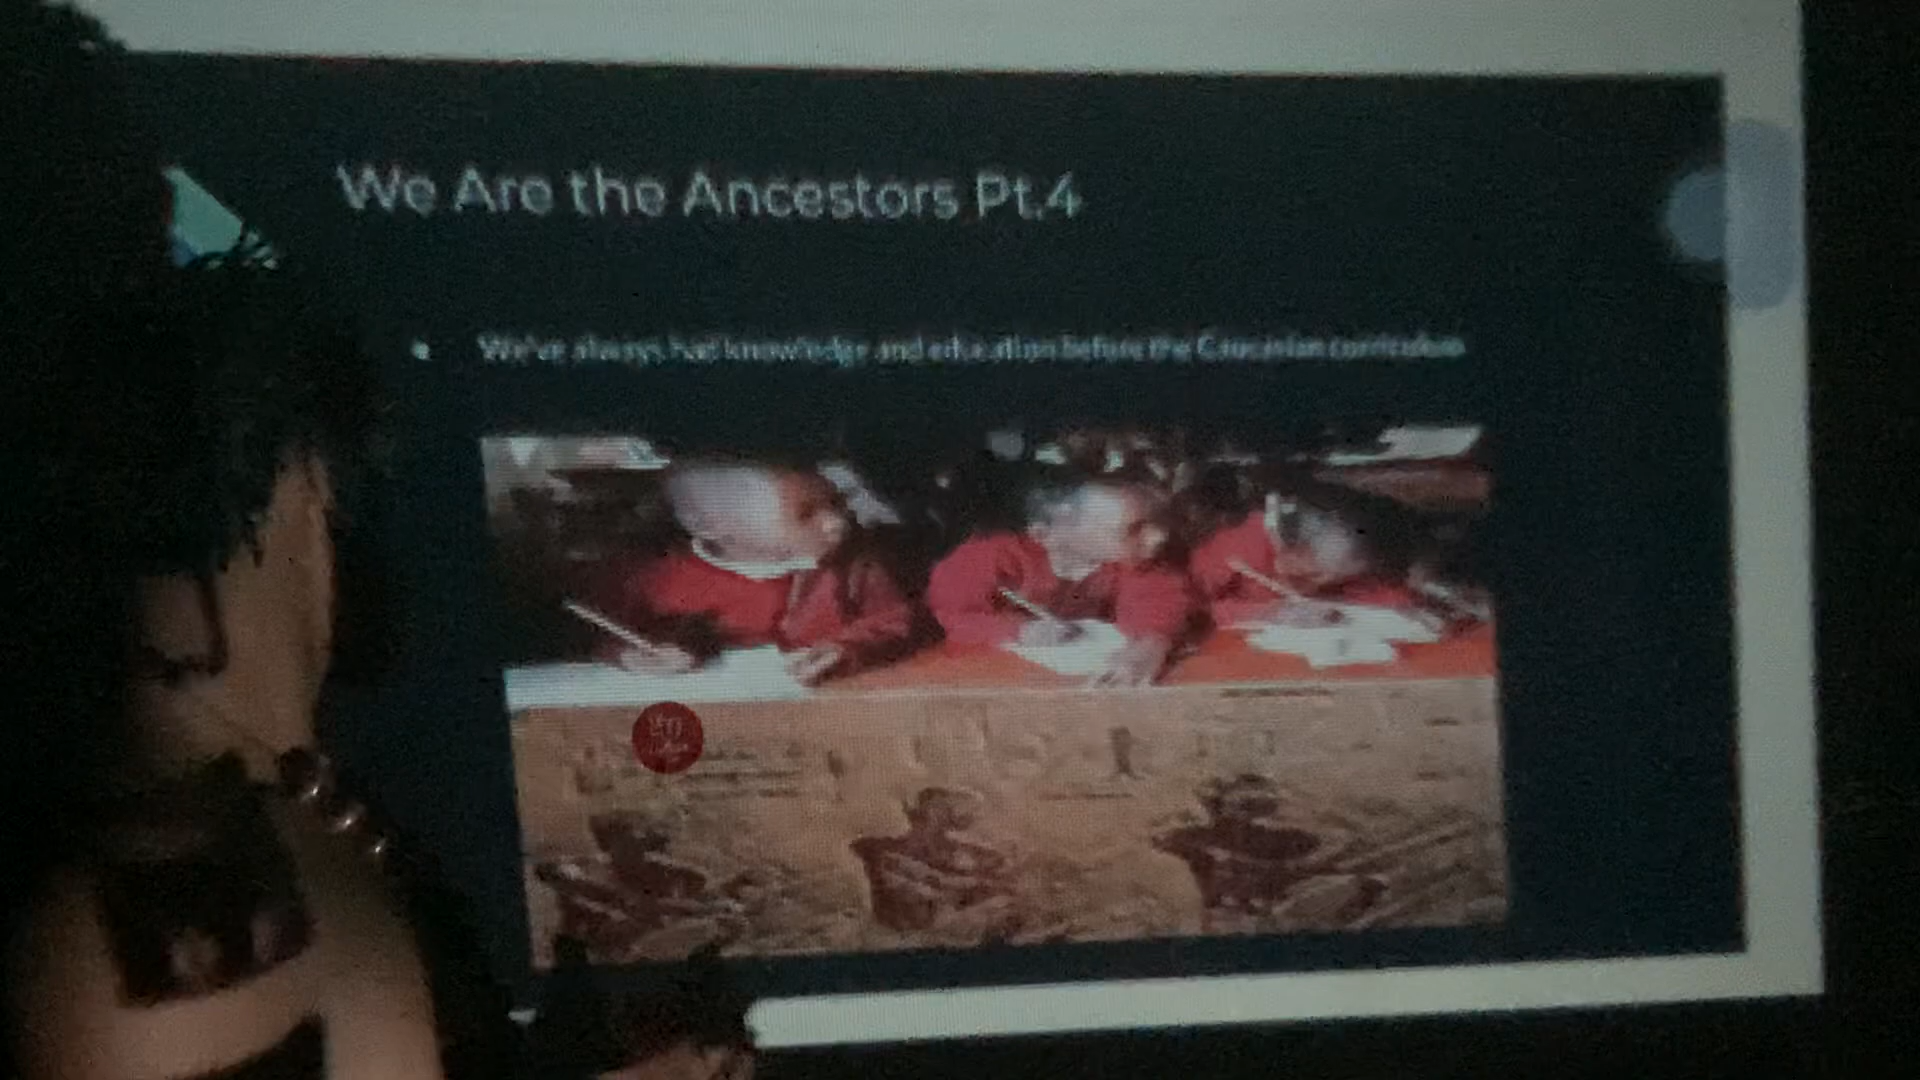 We Are the Ancestors Pt.4
We've always had knowledge and education before the Caucasian curriculum